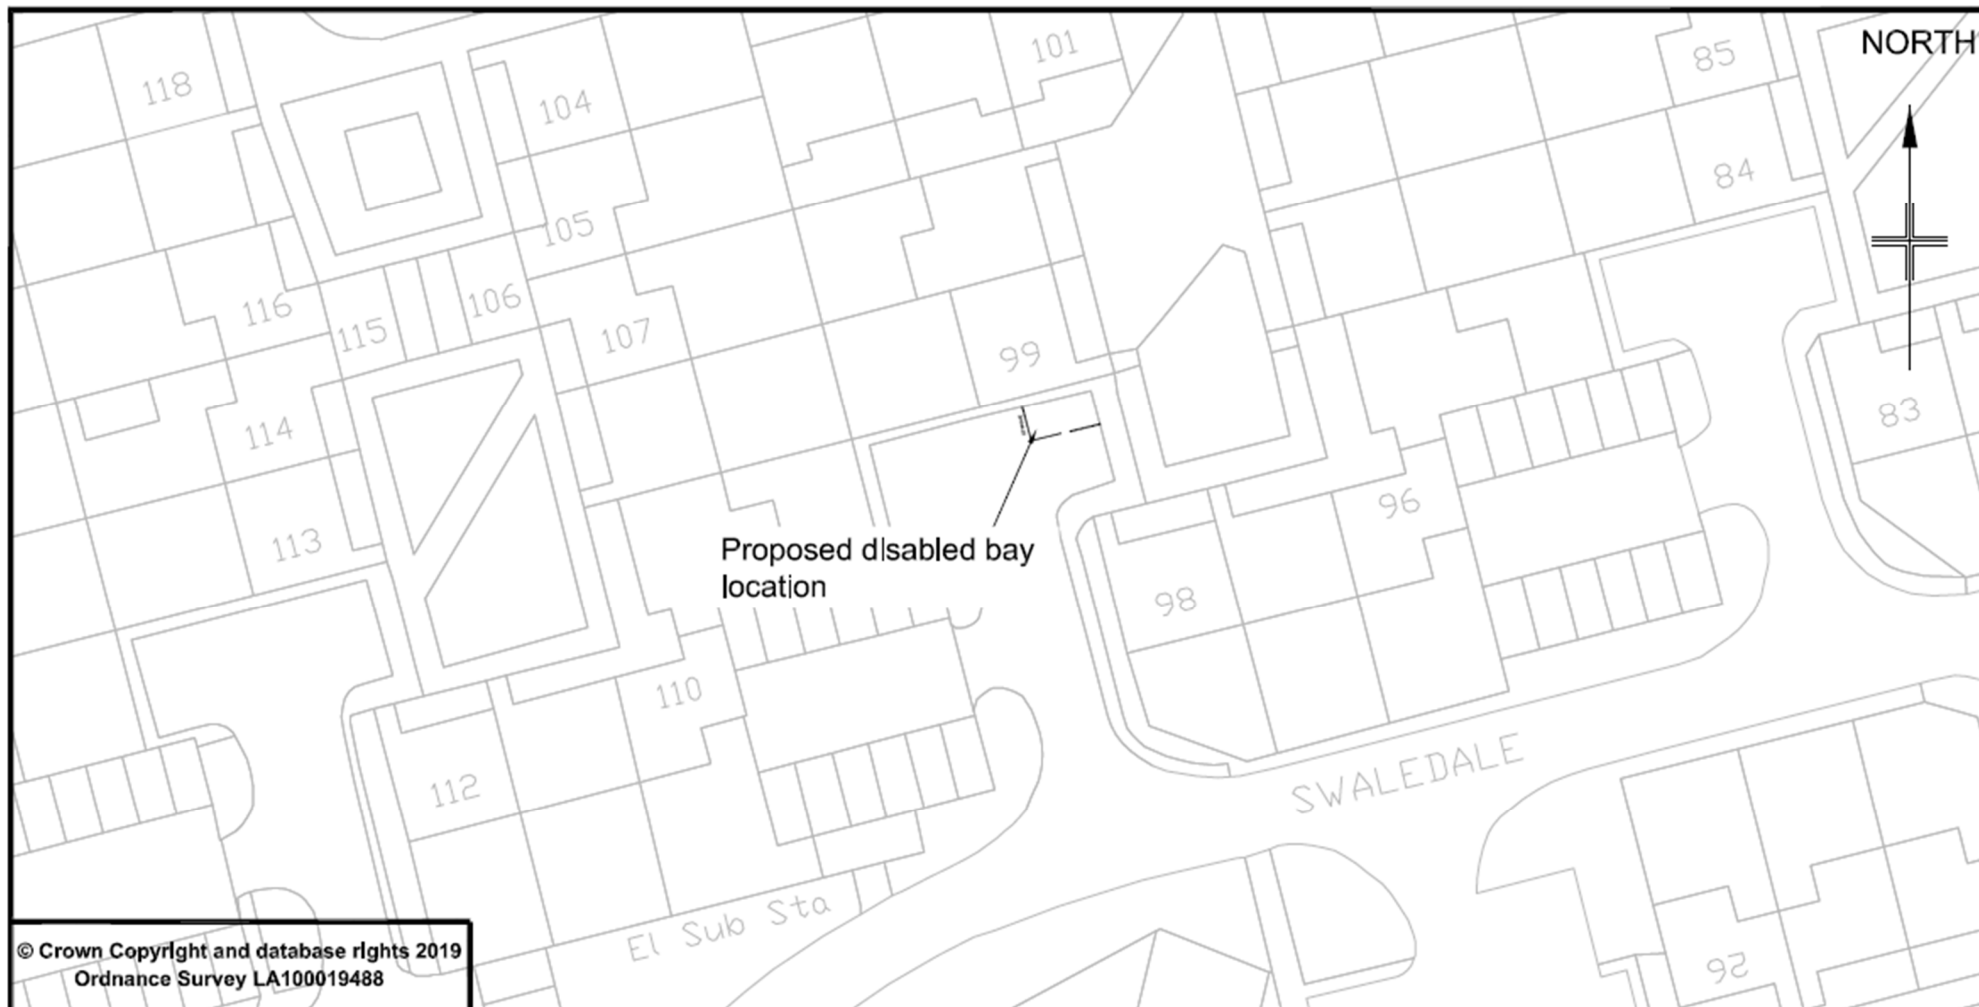 NORTH
101
85
118
104
84
105
116
106
115
107
99
83
114
96
113
Proposed disabled bay
location
98
110
SWALEDALE
112
El Sub Sta
92
© Crown Copyright and database rights 2019
Ordnance Survey LA100019488